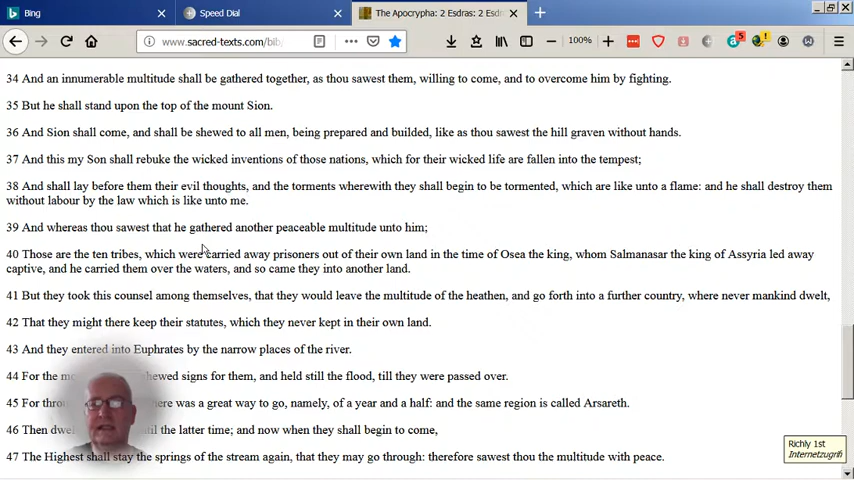 Bing
Speed Dial
The Apocrypha: 2 Esdras: 2 Esdr
www.sacred-texts.com/bib
100%
34 And an innumerable multitude shall be gathered together, as thou sawest them, willing to come, and to overcome him by fighting.
35 But he shall stand upon the top of the mount Sion.
36 And Sion shall come, and shall be shewed to all men, being prepared and builded, like as thou sawest the hill graven without hands.
37 And this my Son shall rebuke the wicked inventions of those nations, which for their wicked life are fallen into the tempest;
38 And shall lay before them their evil thoughts, and the torments wherewith they shall begin to be tormented, which are like unto a flame: and he shall destroy them
without labour by the law which is like unto me.
39 And whereas thou sawest that he gathered another peaceable multitude unto him;
40 Those are the ten tribes, which were carried away prisoners out of their own land in the time of Osea the king, whom Salmanasar the king of Assyria led away
captive, and he carried them over the waters, and so came they into another land.
41 But they took this counsel among themselves, that they would leave the multitude of the heathen, and go forth into a further country, where never mankind dwelt,
42 That they might there keep their statutes, which they never kept in their own land.
43 And they entered into Euphrates by the narrow places of the river.
44 For the shewed signs for them, and held still the flood, till they were passed over.
45 For there was a great way to go, namely, of a year and a half: and the same region is called Arsareth.
46 Then the latter time; and now when they shall begin to come,
47 The Highest shall stay the springs of the stream again, that they may go through: therefore sawest thou the multitude with peace.
Richly 1st
Internetzugrif